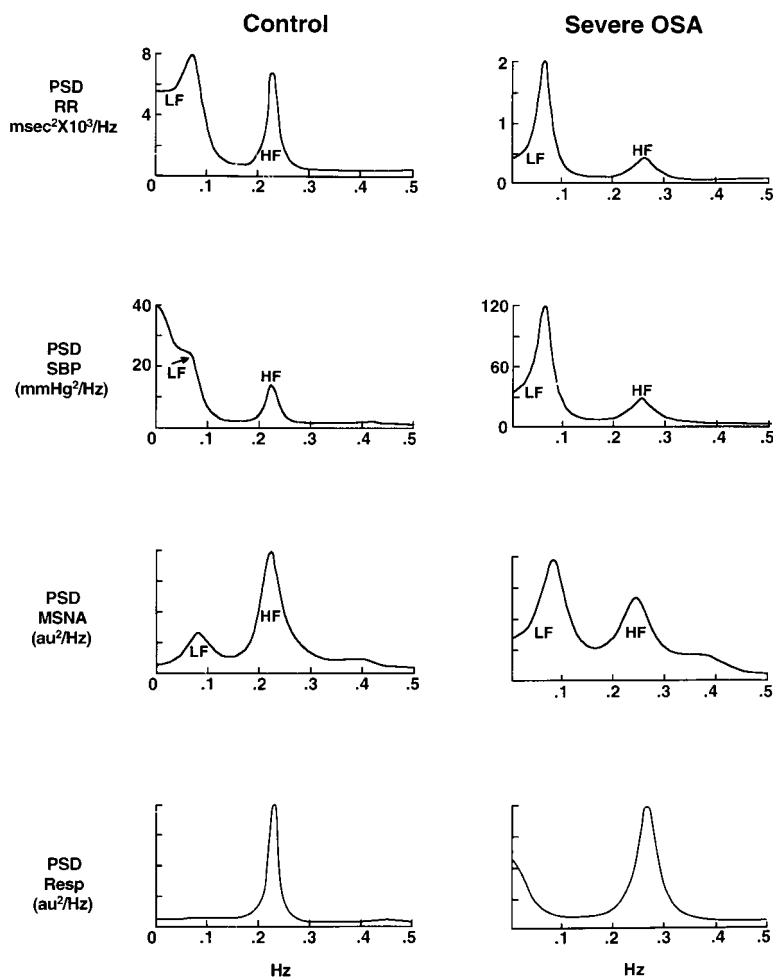 Control
Severe OSA
PSD
RR
msec²X10³/Hz
8
4
0
.1
.2
.3
.4
.5
LF
HF
2
1
0
.1
.2
.3
.4
.5
LF
HF
PSD
SBP
(mmHg²/Hz)
40
20
0
.1
.2
.3
.4
.5
LF
HF
120
60
30
0
.1
.2
.3
.4
.5
LF
HF
PSD
MSNA
(au²/Hz)
0
.1
.2
.3
.4
.5
LF
HF
.1
.2
.3
.4
.5
LF
HF
PSD
Resp
(au²/Hz)
0
.1
.2
.3
.4
.5
.1
.2
.3
.4
.5
Hz
Hz